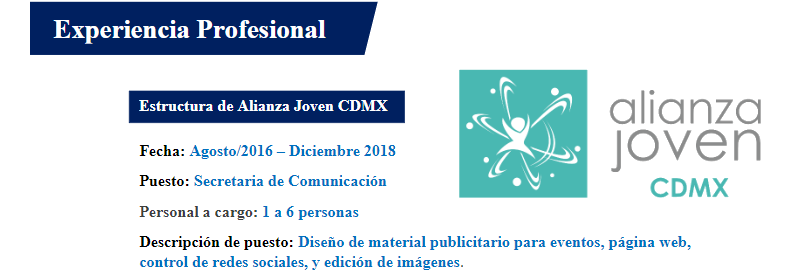 Experiencia Profesional
Estructura de Alianza Joven CDMX
Fecha: Agosto/2016 – Diciembre 2018
Puesto: Secretaria de Comunicación
Personal a cargo: 1 a 6 personas
Descripción de puesto: Diseño de material publicitario para eventos, página web,
control de redes sociales, y edición de imágenes.
alianza
joven
CDMX